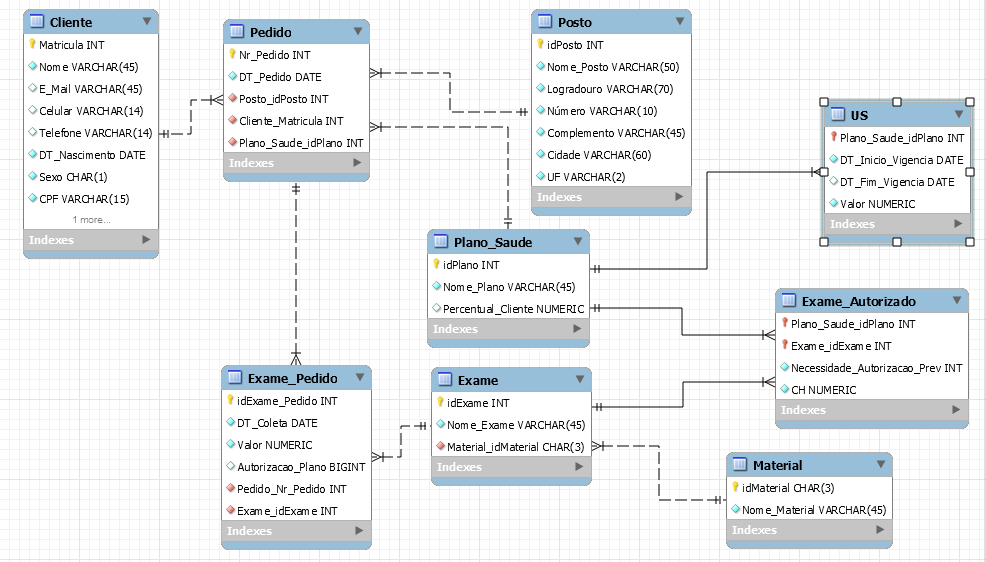 Cliente
Matricula INT
Nome VARCHAR(45)
E_Mail VARCHAR(45)
Celular VARCHAR(14)
Telefone VARCHAR(14)
DT_Nascimento DATE
Sexo CHAR(1)
CPF VARCHAR(15)
1 more...
Indexes
Pedido
Nr_Pedido INT
DT_Pedido DATE
Posto_idPosto INT
Cliente_Matricula INT
Plano_Saude_idPlano INT
Indexes
Posto
idPosto INT
Nome_Posto VARCHAR(50)
Logradouro VARCHAR(70)
Número VARCHAR(10)
Complemento VARCHAR(45)
Cidade VARCHAR(60)
UF VARCHAR(2)
Indexes
US
Plano_Saude_idPlano INT
DT_Inicio_Vigencia DATE
DT_Fim_Vigencia DATE
Valor NUMERIC
Indexes
Plano_Saude
idPlano INT
Nome_Plano VARCHAR(45)
Percentual_Cliente NUMERIC
Indexes
Exame_Autorizado
Plano_Saude_idPlano INT
Exame_idExame INT
Necessidade_Autorizacao_Prev INT
CH NUMERIC
Indexes
Exame_Pedido
idExame_Pedido INT
DT_Coleta DATE
Valor NUMERIC
Autorizacao_Plano BIGINT
Pedido_Nr_Pedido INT
Exame_idExame INT
Indexes
Exame
idExame INT
Nome_Exame VARCHAR(45)
Material_idMaterial CHAR(3)
Indexes
Material
idMaterial CHAR(3)
Nome_Material VARCHAR(45)
Indexes